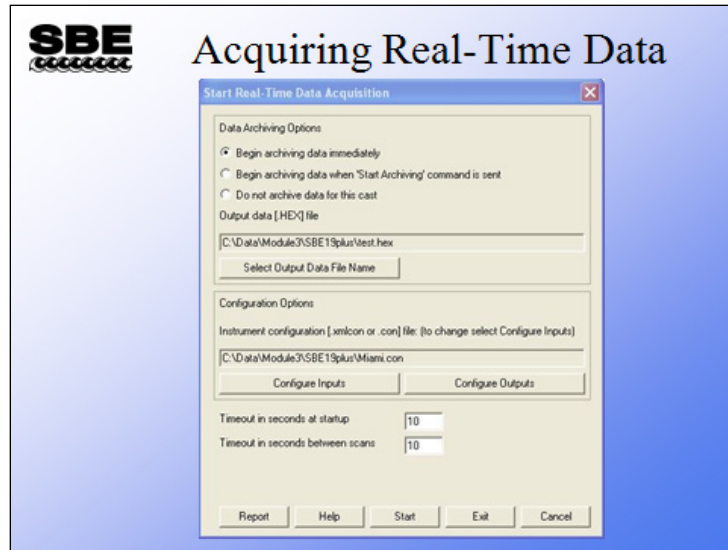 SBE
Acquiring Real-Time Data
Start Real-Time Data Acquisition
Data Archiving Options
Begin archiving data immediately
Begin archiving data when 'Start Archiving' command is sent
Do not archive data for this cast
Output data [.HEX] file
C:\Data\Module3\SBE19plus\test.hex
Select Output Data File Name
Configuration Options
Instrument configuration [.xmlcon or .con] file: (to change select Configure Inputs)
C:\Data\Module3\SBE19plus\Miami.con
Configure Inputs Configure Outputs
Timeout in seconds at startup 10
Timeout in seconds between scans 10
Report Help Start Exit Cancel